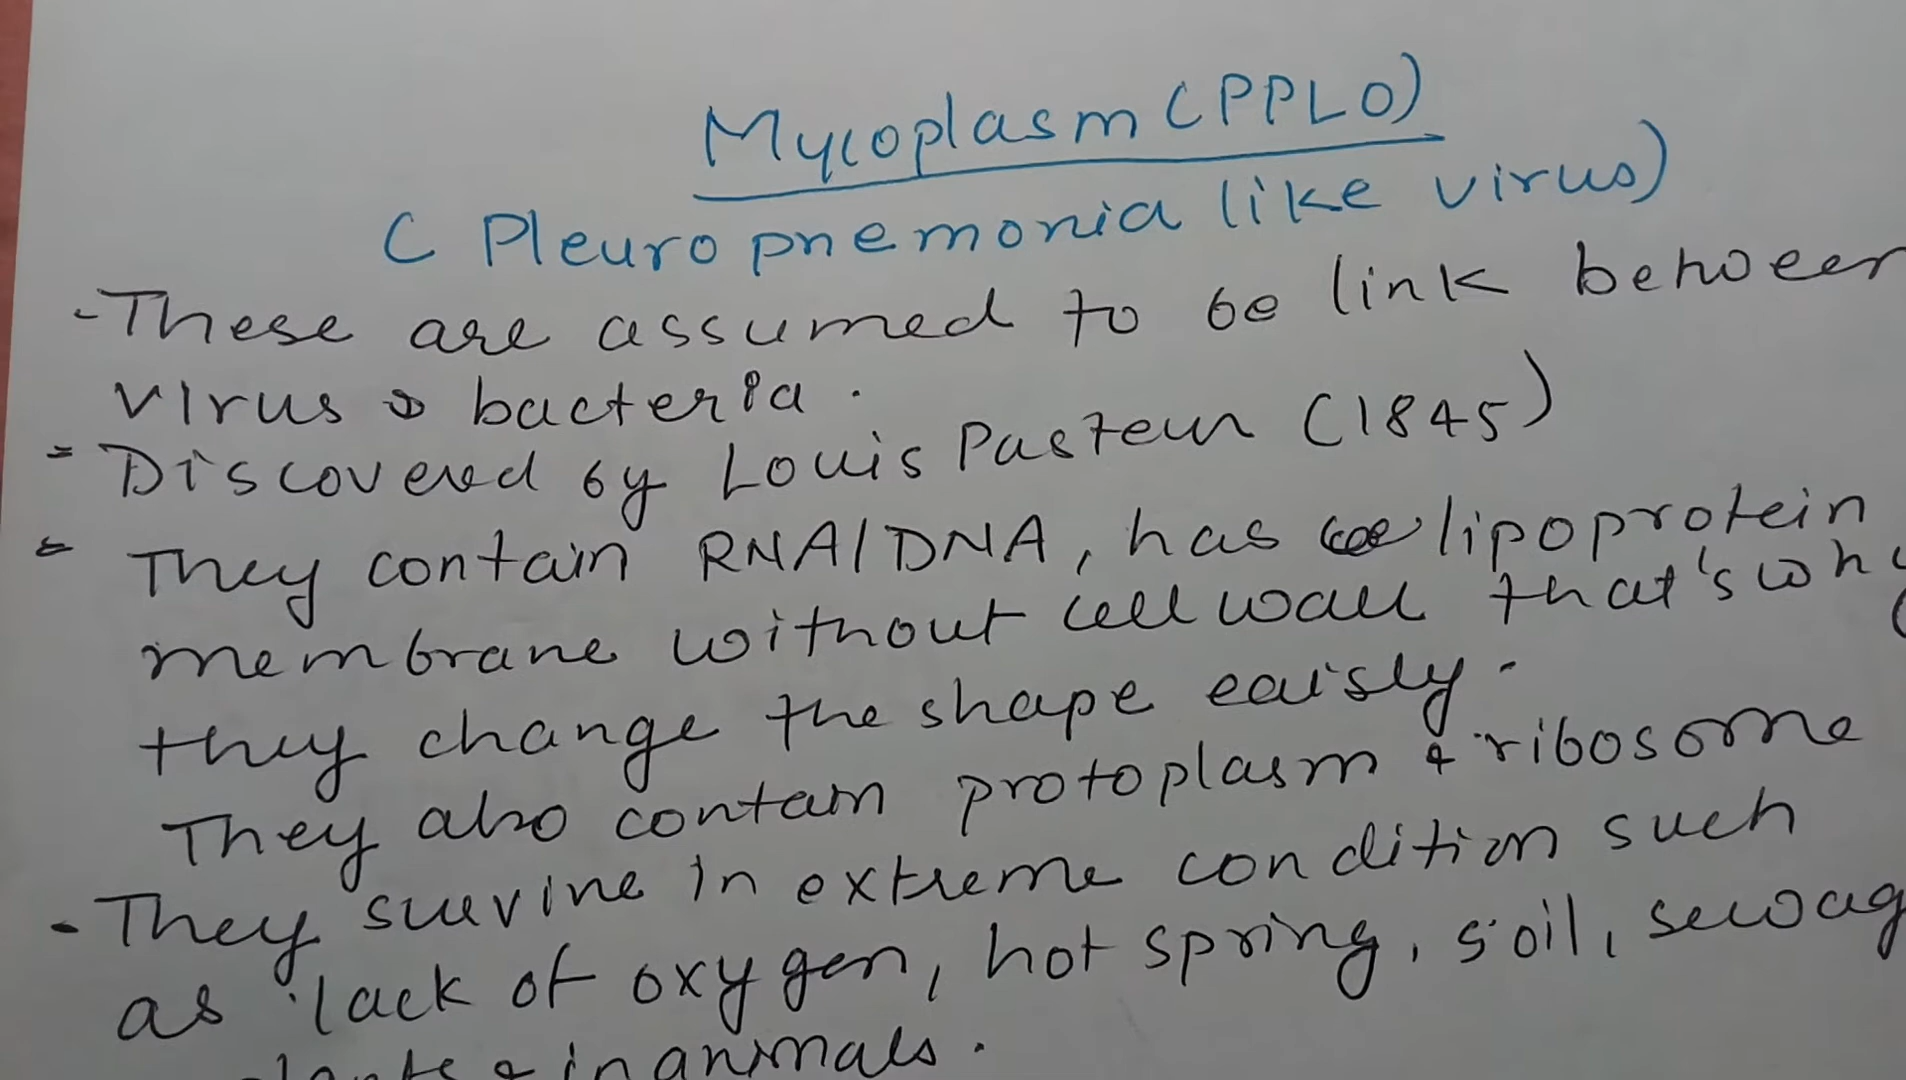 Mycoplasm (PPLO)
( Pleuro pnemonia like virus)
- These are assumed to be link between
virus & bacteria.
= Discovered by Louis Pasteur (1845)
= They contain RNA/DNA, has lipoprotein
membrane without cell wall that's why
they change the shape eaisly.
They also contain protoplasm & ribosome
- They survine in extreme condition such
as lack of oxygen, hot spring, soil, sewag
& in animals.